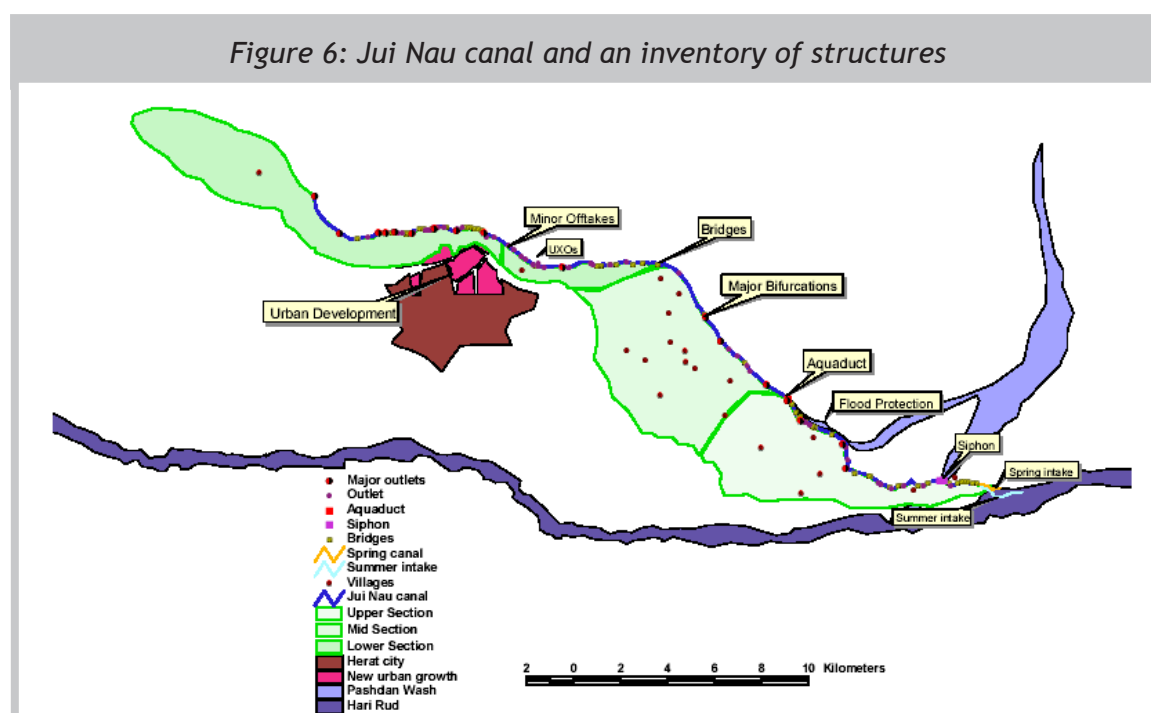 Figure 6: Jui Nau canal and an inventory of structures
Minor Offtakes
UXOs
Bridges
Major Bifurcations
Urban Development
Aquaduct
Flood Protection
Siphon
Spring intake
Summer intake
Major outlets
Outlet
Aquaduct
Siphon
Bridges
Spring canal
Summer intake
Villages
Jui Nau canal
Upper Section
Mid Section
Lower Section
Herat city
New urban growth
Pashdan Wash
Hari Rud
2 0 2 4 6 8 10 Kilometers